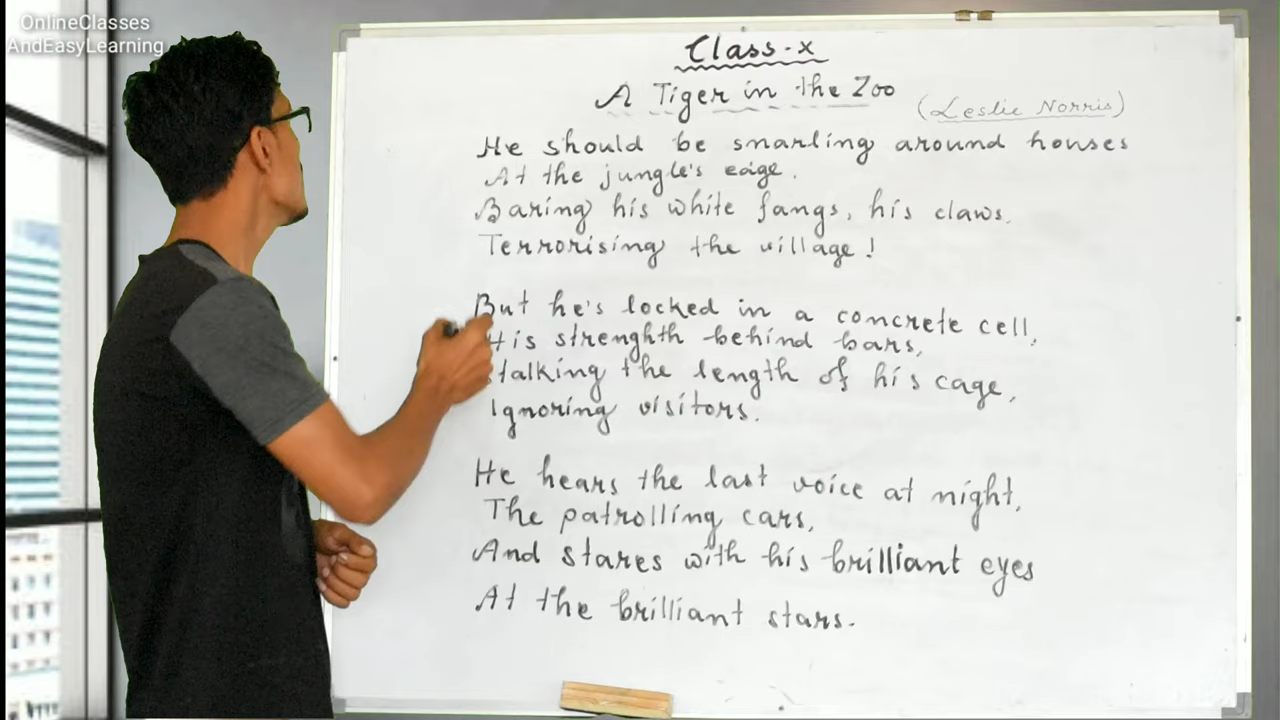 OnlineClasses
AndEasyLearning
Class-x
A Tiger in the Zoo
(Leslie Norris)
He should be snarling around houses
At the jungle's edge.
Baring his white fangs, his claws,
Terrorising the village!
But he's locked in a concrete cell,
His strenghth behind bars,
Stalking the length of his cage,
Ignoring visitors.
He hears the last voice at night,
The patrolling cars,
And stares with his brilliant eyes
At the brilliant stars.